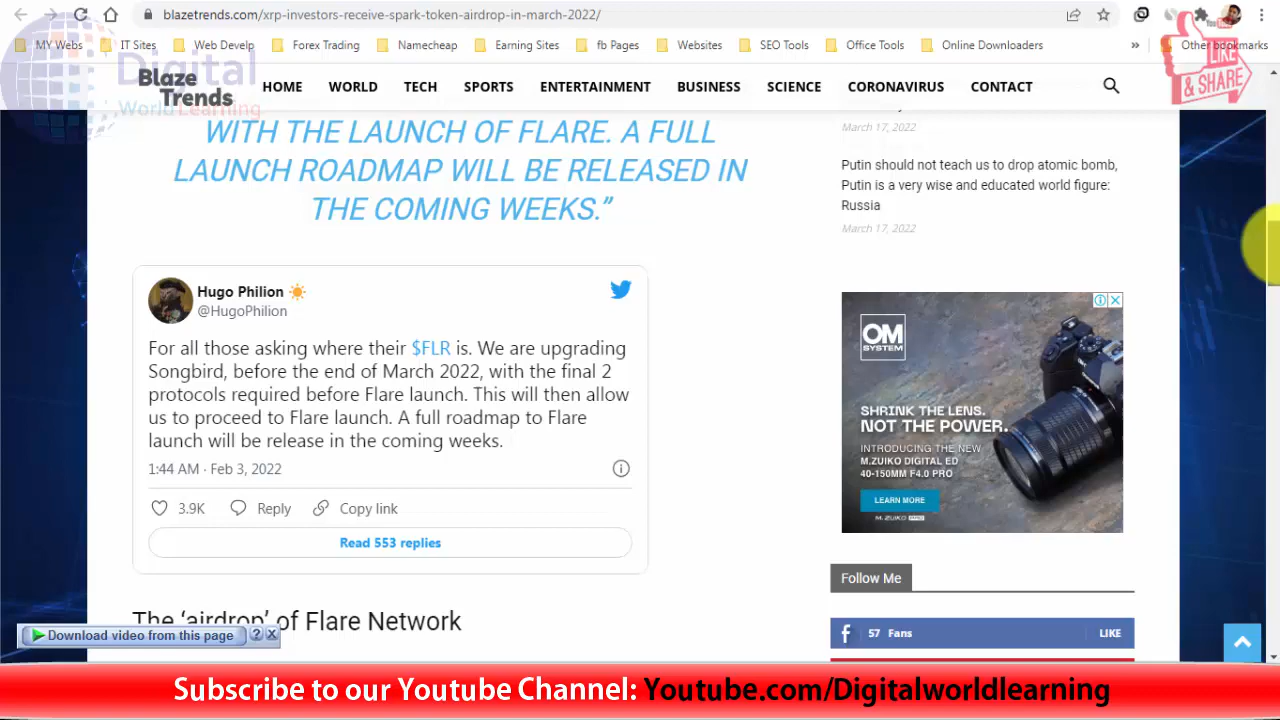 blazetrends.com/xrp-investors-receive-spark-token-airdrop-in-march-2022/
MY Webs
IT Sites
Web Develp
Forex Trading
Namecheap
Earning Sites
fb Pages
Websites
SEO Tools
Office Tools
Online Downloaders
»
Other bookmarks
Digital
World Learning
LIKE
& SHARE
Blaze
Trends
HOME
WORLD
TECH
SPORTS
ENTERTAINMENT
BUSINESS
SCIENCE
CORONAVIRUS
CONTACT
WITH THE LAUNCH OF FLARE. A FULL
LAUNCH ROADMAP WILL BE RELEASED IN
THE COMING WEEKS.”
March 17, 2022
Putin should not teach us to drop atomic bomb,
Putin is a very wise and educated world figure:
Russia
March 17, 2022
Hugo Philion
@HugoPhilion
For all those asking where their $FLR is. We are upgrading
Songbird, before the end of March 2022, with the final 2
protocols required before Flare launch. This will then allow
us to proceed to Flare launch. A full roadmap to Flare
launch will be release in the coming weeks.
1:44 AM · Feb 3, 2022
3.9K
Reply
Copy link
Read 553 replies
OM
SYSTEM
SHRINK THE LENS.
NOT THE POWER.
INTRODUCING THE NEW
M.ZUIKO DIGITAL ED
40-150MM F4.0 PRO
LEARN MORE
M.ZUIKO PRO
Follow Me
57 Fans
LIKE
The ‘airdrop’ of Flare Network
Download video from this page
?
X
Subscribe to our Youtube Channel: Youtube.com/Digitalworldlearning